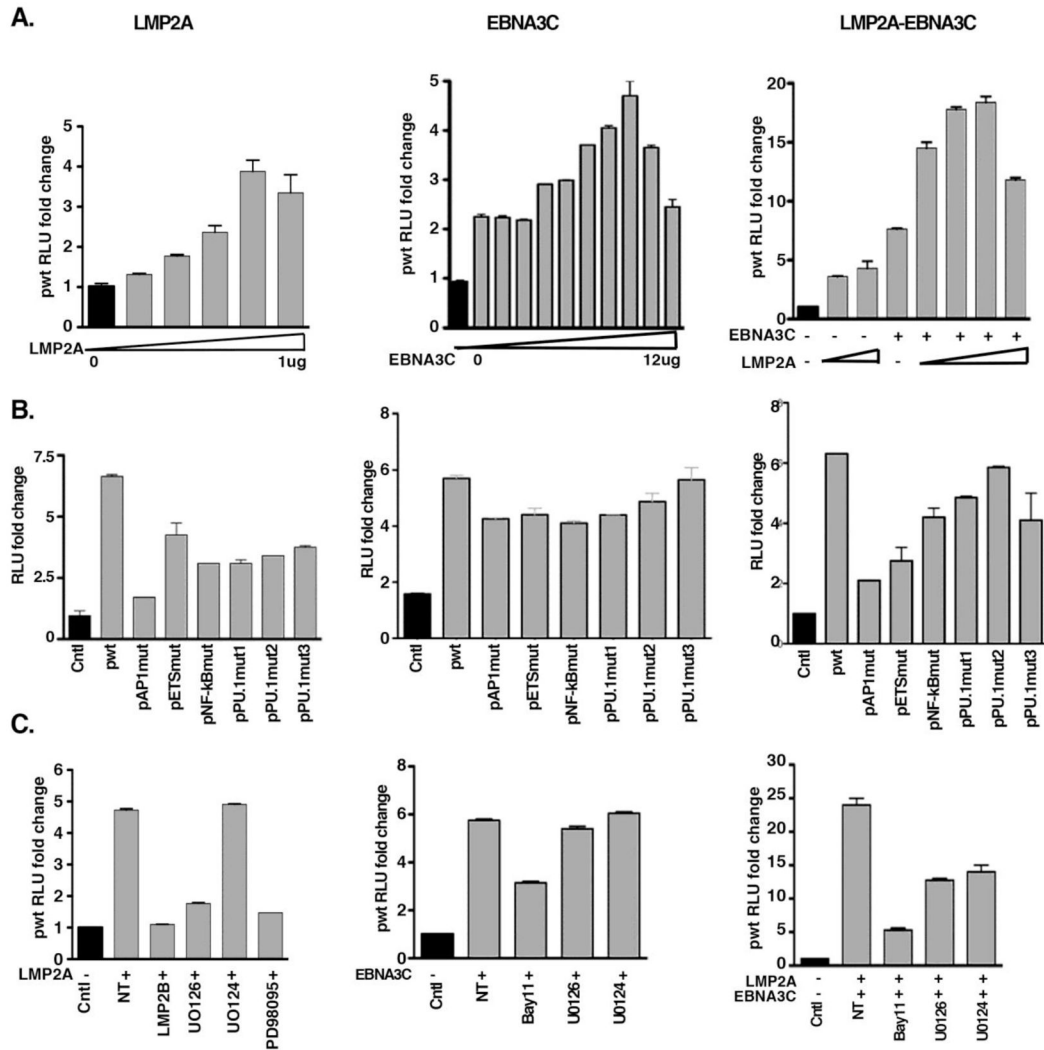 A.
LMP2A
EBNA3C
LMP2A-EBNA3C
pwt RLU fold change
5
4
3
2
1
0
LMP2A
0
1ug
pwt RLU fold change
5
4
3
2
1
0
EBNA3C
0
12ug
pwt RLU fold change
20
15
10
5
0
EBNA3C - - - + + + + +
LMP2A - -
B.
RLU fold change
7.5
5
2.5
0
Cntl
pwt
pAP1mut
pETSmut
pNF-kBmut
pPU.1mut1
pPU.1mut2
pPU.1mut3
RLU fold change
8
6
4
2
0
Cntl
pwt
pAP1mut
pETSmut
pNF-kBmut
pPU.1mut1
pPU.1mut2
pPU.1mut3
RLU fold change
8
6
4
2
0
Cntl
pwt
pAP1mut
pETSmut
pNF-kBmut
pPU.1mut1
pPU.1mut2
pPU.1mut3
C.
pwt RLU fold change
6
5
4
3
2
1
0
LMP2A
Cntl -
NT +
LMP2B +
UO126 +
UO124 +
PD98095 +
pwt RLU fold change
8
6
4
2
0
EBNA3C
Cntl -
NT +
Bay11 +
U0126 +
U0124 +
pwt RLU fold change
30
25
20
15
10
5
0
LMP2A
EBNA3C
Cntl - -
NT + +
Bay11 + +
U0126 + +
U0124 + +